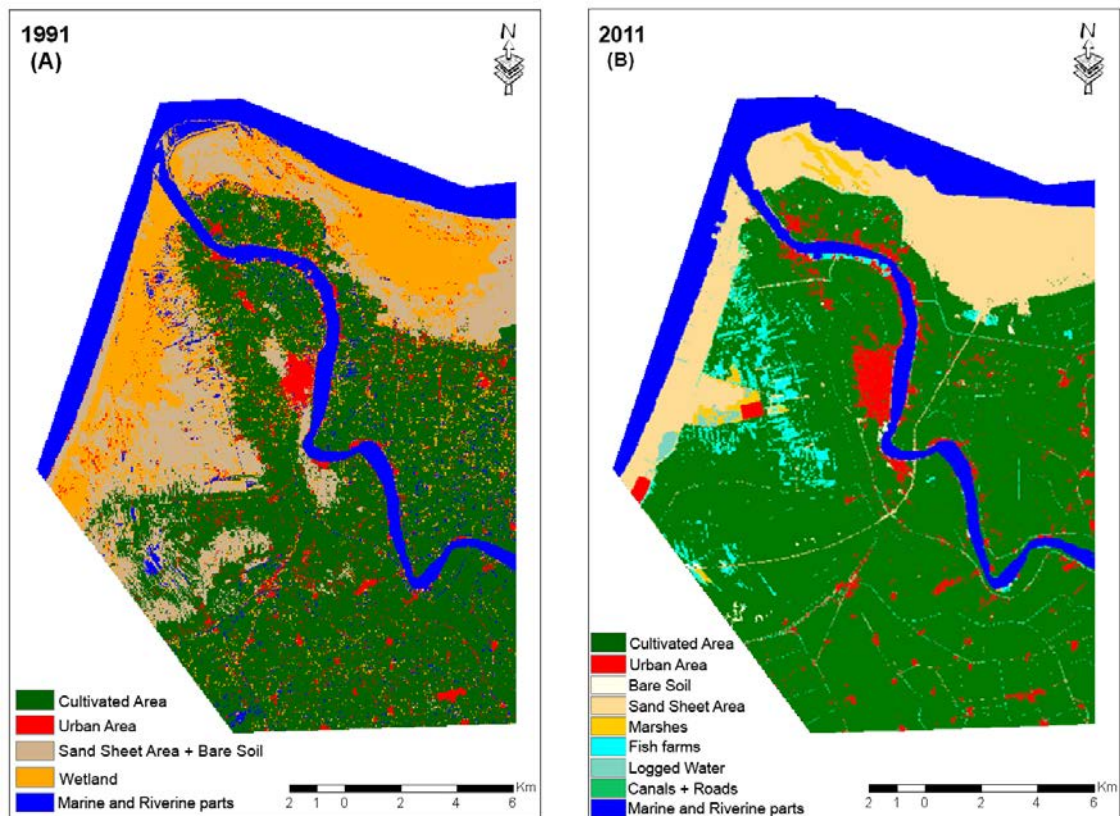 1991
(A)
N
Cultivated Area
Urban Area
Sand Sheet Area + Bare Soil
Wetland
Marine and Riverine parts
Km
2 1 0 2 4 6
2011
(B)
N
Cultivated Area
Urban Area
Bare Soil
Sand Sheet Area
Marshes
Fish farms
Logged Water
Canals + Roads
Marine and Riverine parts
Km
2 1 0 2 4 6